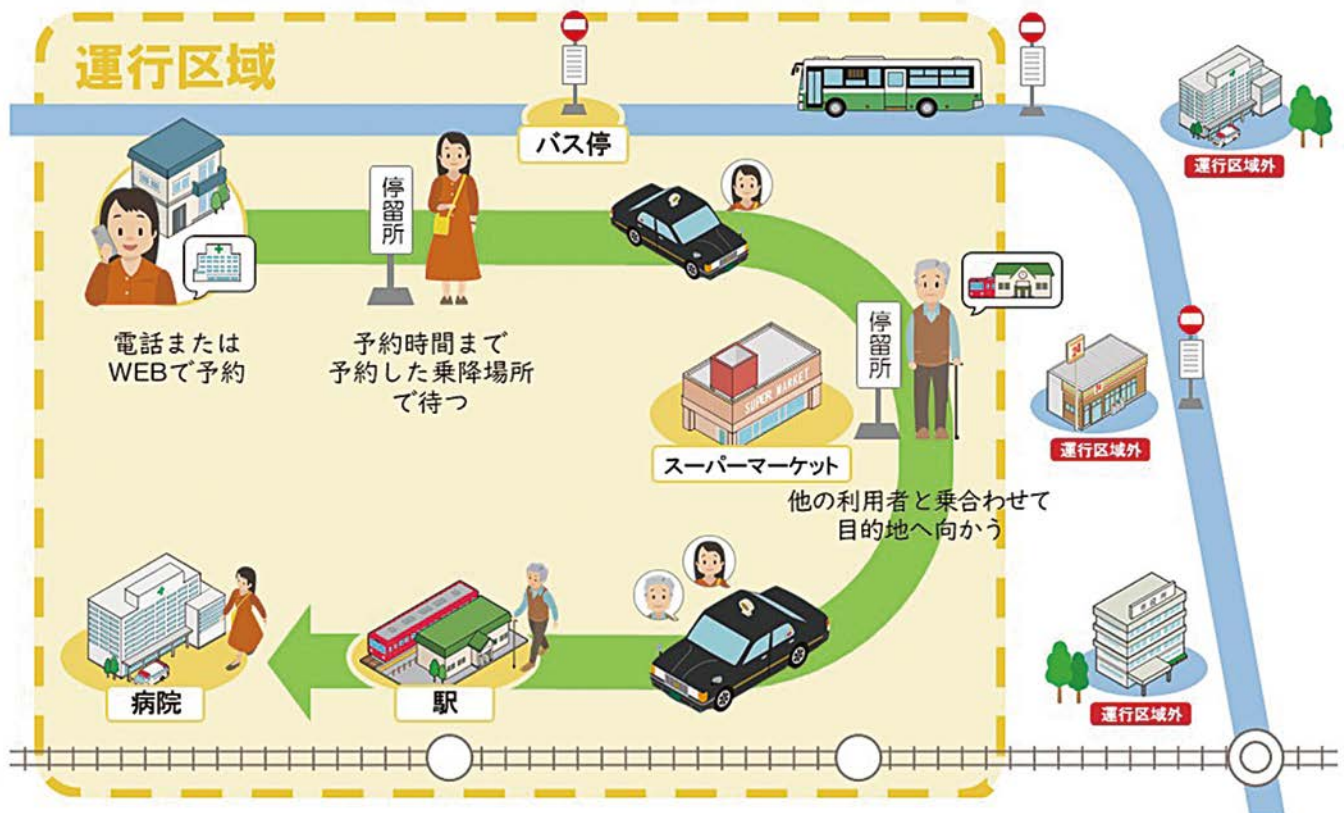 運行区域
バス停
運行区域外
停留所
電話または
WEBで予約
予約時間まで
予約した乗降場所
で待つ
停留所
SUPER MARKET
スーパーマーケット
運行区域外
他の利用者と乗合わせて
目的地へ向かう
病院
駅
運行区域外